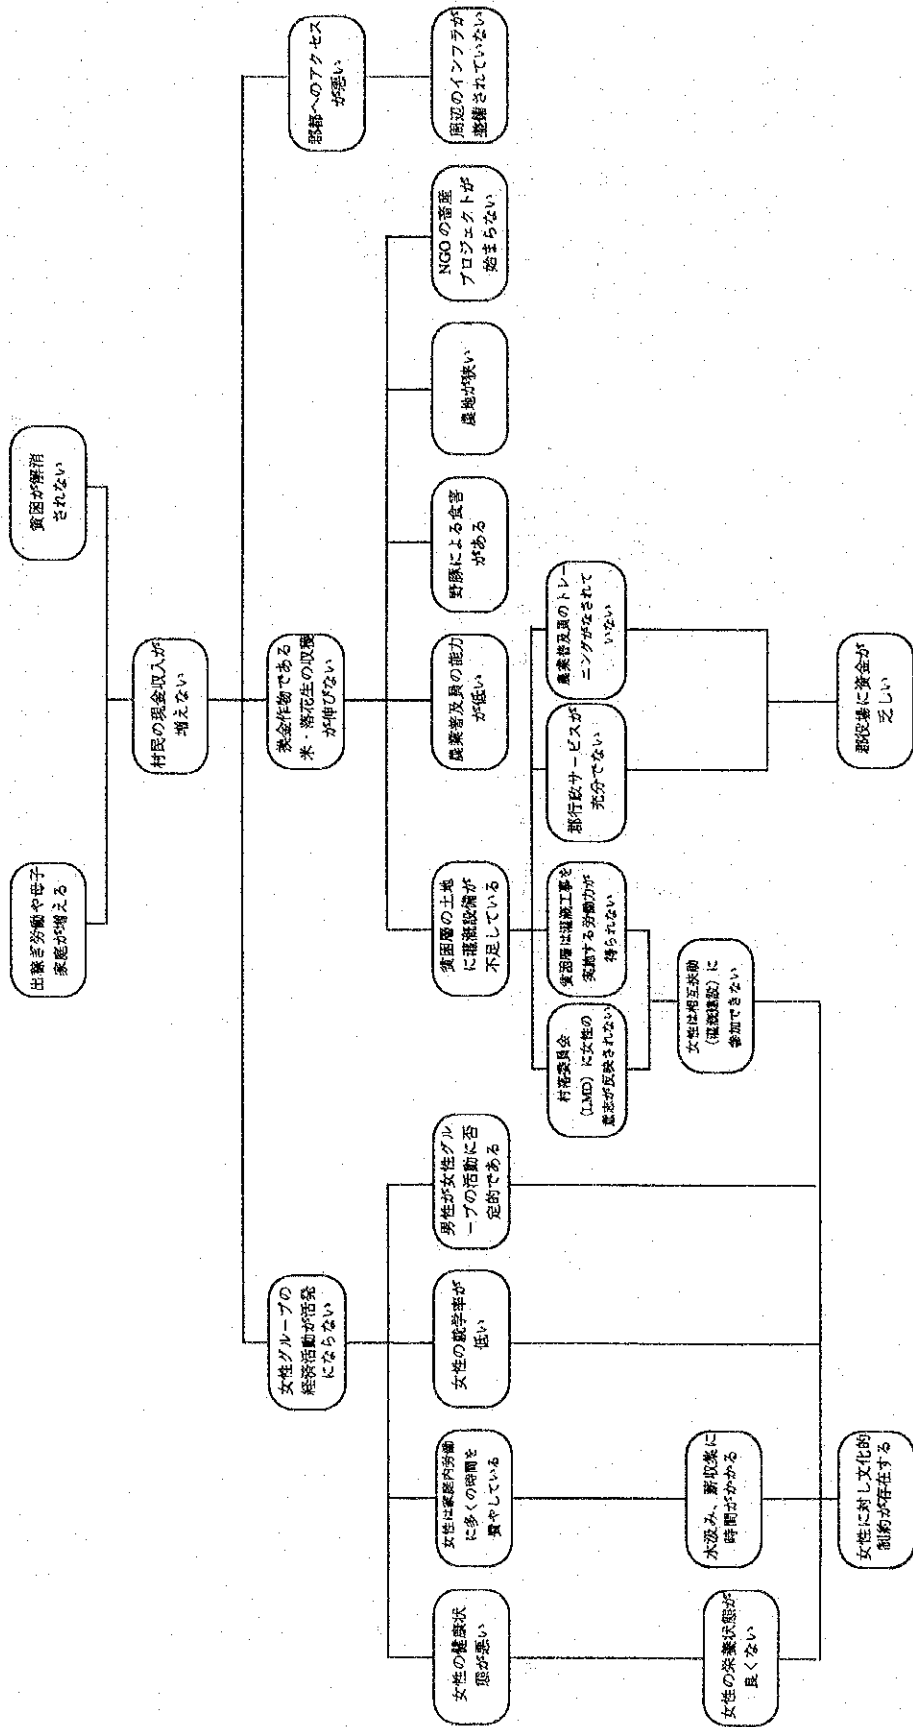 出稼ぎ労働や母子
家庭が増える
貧困が解消
されない
村民の現金収入が
増えない
女性グループの
経済活動が活発
にならない
換金作物である
米・落花生の収穫
が伸びない
郡都へのアクセス
が悪い
女性の健康状
態が悪い
女性は家庭内労働
に多くの時間を
費やしている
女性の就学率が
低い
男性が女性グル
ープの活動に否
定的である
貧困層の土地
に灌漑設備が
不足している
農業普及員の能力
が低い
野豚による食害
がある
農地が狭い
NGOの畜産
プロジェクトが
始まらない
周辺のインフラが
整備されていない
村落委員会
(LMD)に女性の
意志が反映されない
貧困層は灌漑工事を
実施する労働力が
得られない
郡行政サービスが
充分でない
農業普及員のトレー
ニングがなされて
いない
女性の栄養状態が
良くない
水汲み、薪収集に
時間がかかる
女性は相互扶助
(灌漑建設)に
参加できない
女性に対し文化的
制約が存在する
郡役場に資金が
乏しい